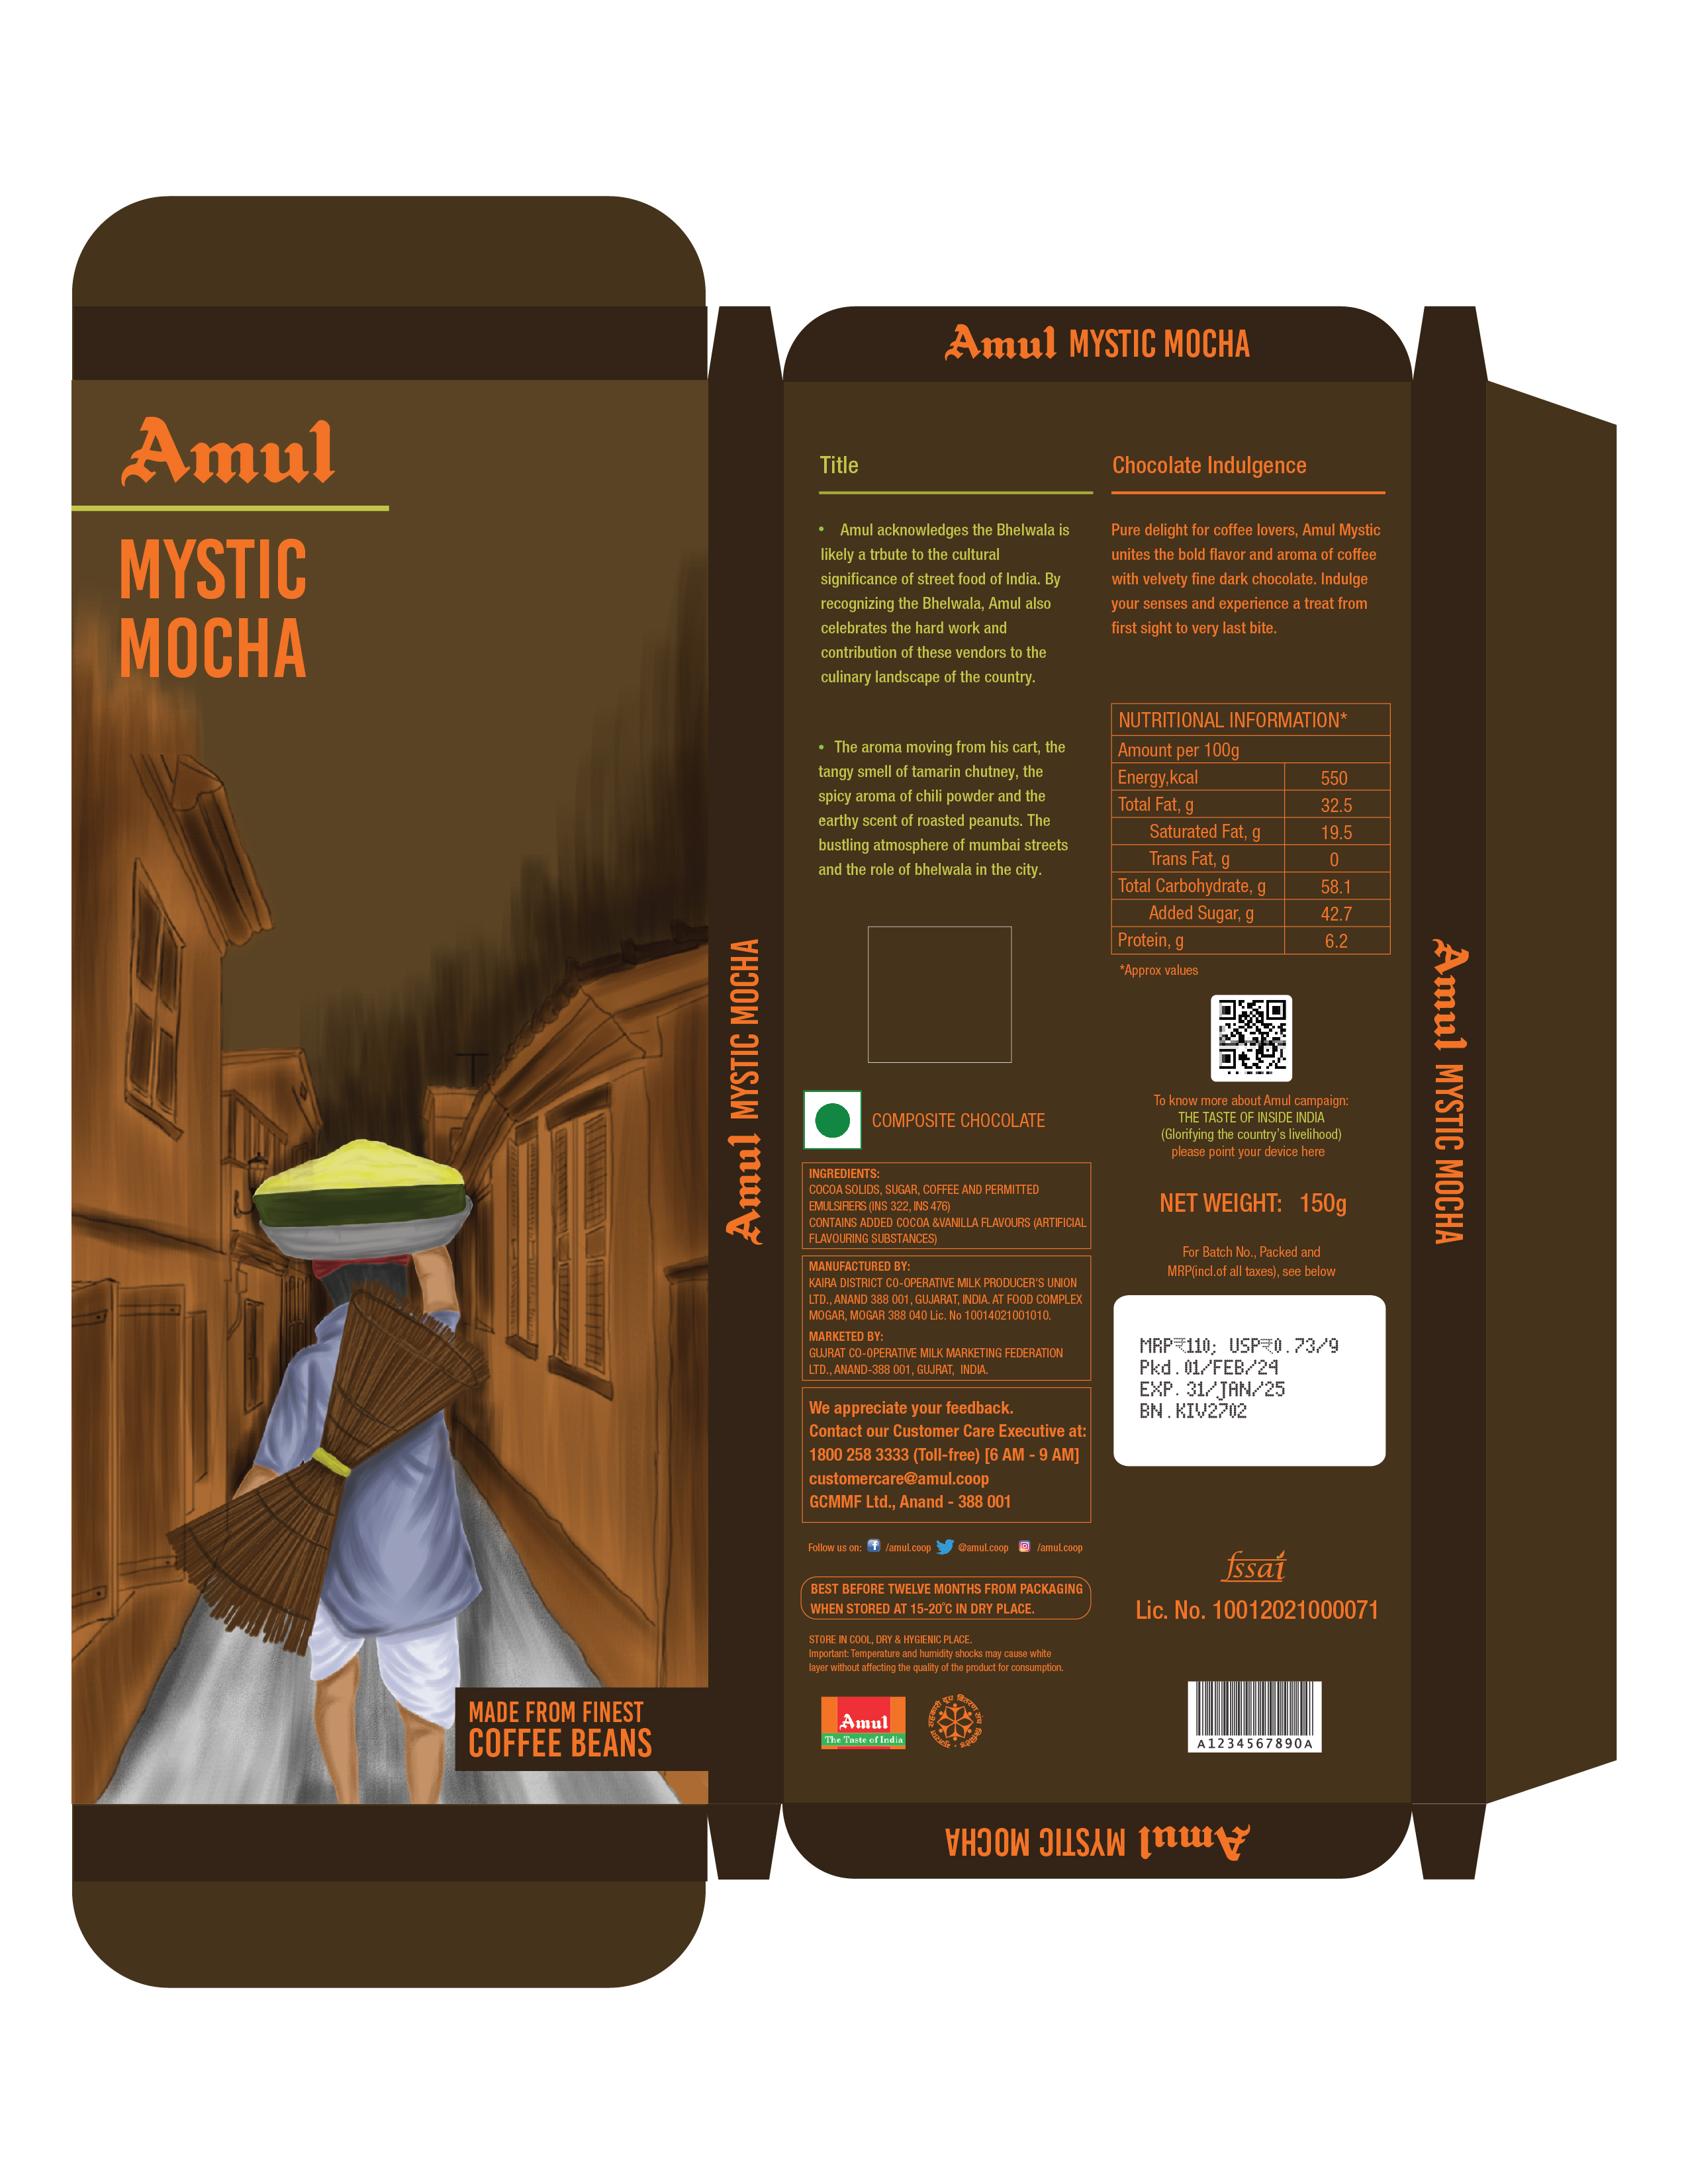 Amul
MYSTIC
MOCHA
MADE FROM FINEST
COFFEE BEANS
Amul MYSTIC MOCHA
Amul MYSTIC MOCHA
Title
• Amul acknowledges the Bhelwala is
likely a trbute to the cultural
significance of street food of India. By
recognizing the Bhelwala, Amul also
celebrates the hard work and
contribution of these vendors to the
culinary landscape of the country.
• The aroma moving from his cart, the
tangy smell of tamarin chutney, the
spicy aroma of chili powder and the
earthy scent of roasted peanuts. The
bustling atmosphere of mumbai streets
and the role of bhelwala in the city.
COMPOSITE CHOCOLATE
INGREDIENTS:
COCOA SOLIDS, SUGAR, COFFEE AND PERMITTED
EMULSIFIERS (INS 322, INS 476)
CONTAINS ADDED COCOA &VANILLA FLAVOURS (ARTIFICIAL
FLAVOURING SUBSTANCES)
MANUFACTURED BY:
KAIRA DISTRICT CO-OPERATIVE MILK PRODUCER'S UNION
LTD., ANAND 388 001, GUJARAT, INDIA. AT FOOD COMPLEX
MOGAR, MOGAR 388 040 Lic. No 10014021001010.
MARKETED BY:
GUJRAT CO-OPERATIVE MILK MARKETING FEDERATION
LTD., ANAND-388 001, GUJRAT, INDIA.
We appreciate your feedback.
Contact our Customer Care Executive at:
1800 258 3333 (Toll-free) [6 AM - 9 AM]
customercare@amul.coop
GCMMF Ltd., Anand - 388 001
Follow us on: /amul.coop @amul.coop /amul.coop
BEST BEFORE TWELVE MONTHS FROM PACKAGING
WHEN STORED AT 15-20°C IN DRY PLACE.
STORE IN COOL, DRY & HYGIENIC PLACE.
Important: Temperature and humidity shocks may cause white
layer without affecting the quality of the product for consumption.
Amul
The Taste of India
Chocolate Indulgence
Pure delight for coffee lovers, Amul Mystic
unites the bold flavor and aroma of coffee
with velvety fine dark chocolate. Indulge
your senses and experience a treat from
first sight to very last bite.
NUTRITIONAL INFORMATION*
Amount per 100g
Energy,kcal 550
Total Fat, g 32.5
Saturated Fat, g 19.5
Trans Fat, g 0
Total Carbohydrate, g 58.1
Added Sugar, g 42.7
Protein, g 6.2
*Approx values
To know more about Amul campaign:
THE TASTE OF INSIDE INDIA
(Glorifying the country's livelihood)
please point your device here
NET WEIGHT: 150g
For Batch No., Packed and
MRP(incl.of all taxes), see below
MRP₹110; USP₹0.73/9
Pkd.01/FEB/24
EXP. 31/JAN/25
BN.KIV2702
fssai
Lic. No. 10012021000071
A1234567890A
Amul MYSTIC MOCHA
Amul MYSTIC MOCHA